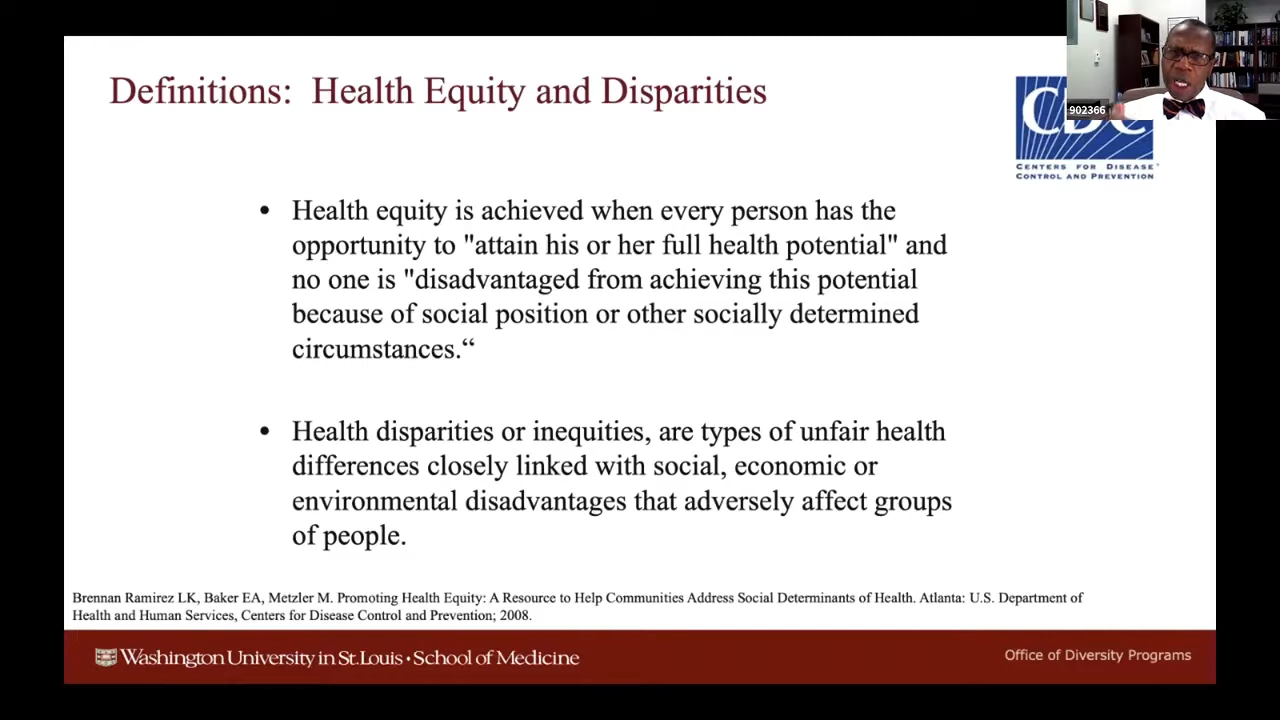 Definitions: Health Equity and Disparities
902366
CDC
CENTERS FOR DISEASE
CONTROL AND PREVENTION
• Health equity is achieved when every person has the
opportunity to "attain his or her full health potential" and
no one is "disadvantaged from achieving this potential
because of social position or other socially determined
circumstances.“
• Health disparities or inequities, are types of unfair health
differences closely linked with social, economic or
environmental disadvantages that adversely affect groups
of people.
Brennan Ramirez LK, Baker EA, Metzler M. Promoting Health Equity: A Resource to Help Communities Address Social Determinants of Health. Atlanta: U.S. Department of
Health and Human Services, Centers for Disease Control and Prevention; 2008.
Washington University in St.Louis • School of Medicine
Office of Diversity Programs